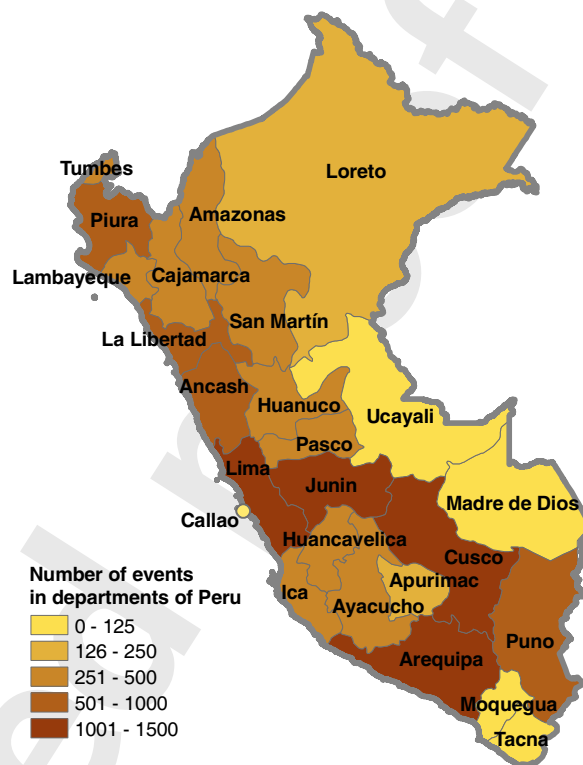 Tumbes
Loreto
Piura
Amazonas
Lambayeque
Cajamarca
San Martín
La Libertad
Ancash
Huanuco
Ucayali
Pasco
Lima
Junin
Madre de Dios
Callao
Huancavelica
Cusco
Apurimac
Ica
Ayacucho
Puno
Arequipa
Moquegua
Tacna
Number of events
in departments of Peru
0 - 125
126 - 250
251 - 500
501 - 1000
1001 - 1500